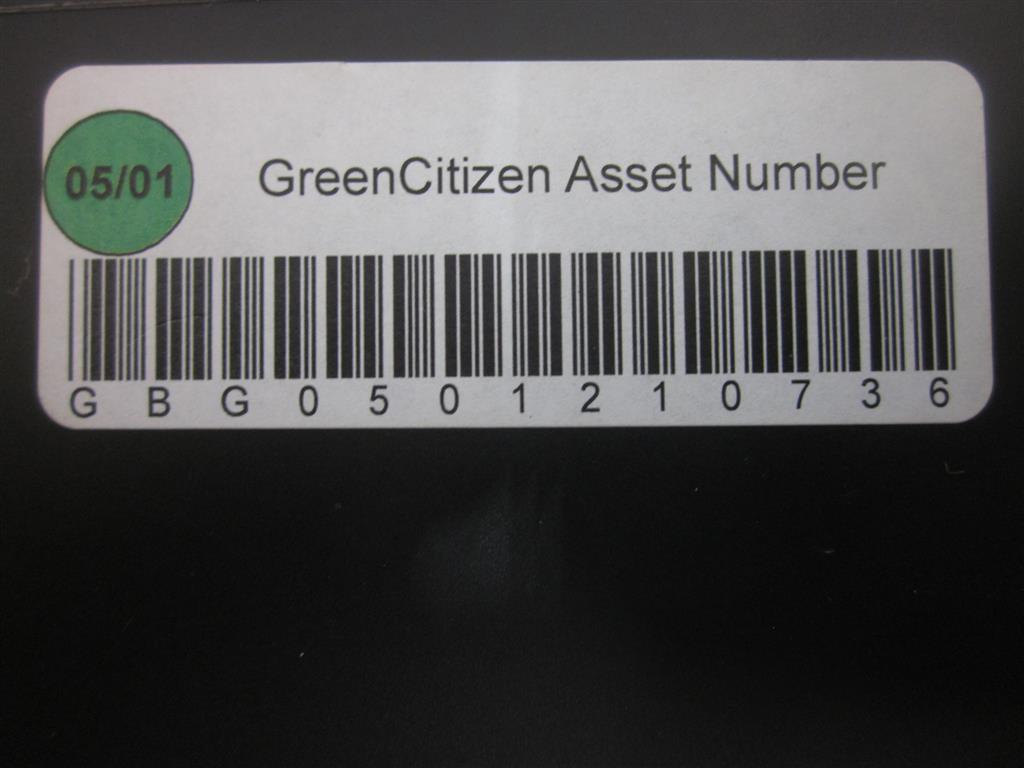 05/01
GreenCitizen Asset Number
G B G 0 5 0 1 2 1 0 7 3 6